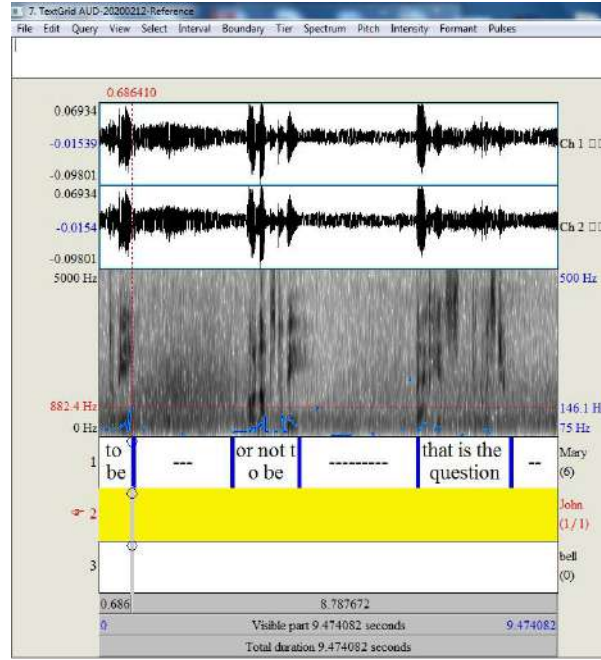 7. TextGrid AUD-20200212-Reference
File Edit Query View Select Interval Boundary Tier Spectrum Pitch Intensity Formant Pulses
0.686410
0.06934
-0.01539
-0.09801
Ch 1
0.06934
-0.0154
-0.09801
Ch 2
5000 Hz
500 Hz
882.4 Hz
146.1 H
0 Hz
75 Hz
1
to
be
---
or not t
o be
---------
that is the
question
--
Mary
(6)
2
John
(1/1)
3
bell
(0)
0.686
8.787672
0
Visible part 9.474082 seconds
9.474082
Total duration 9.474082 seconds